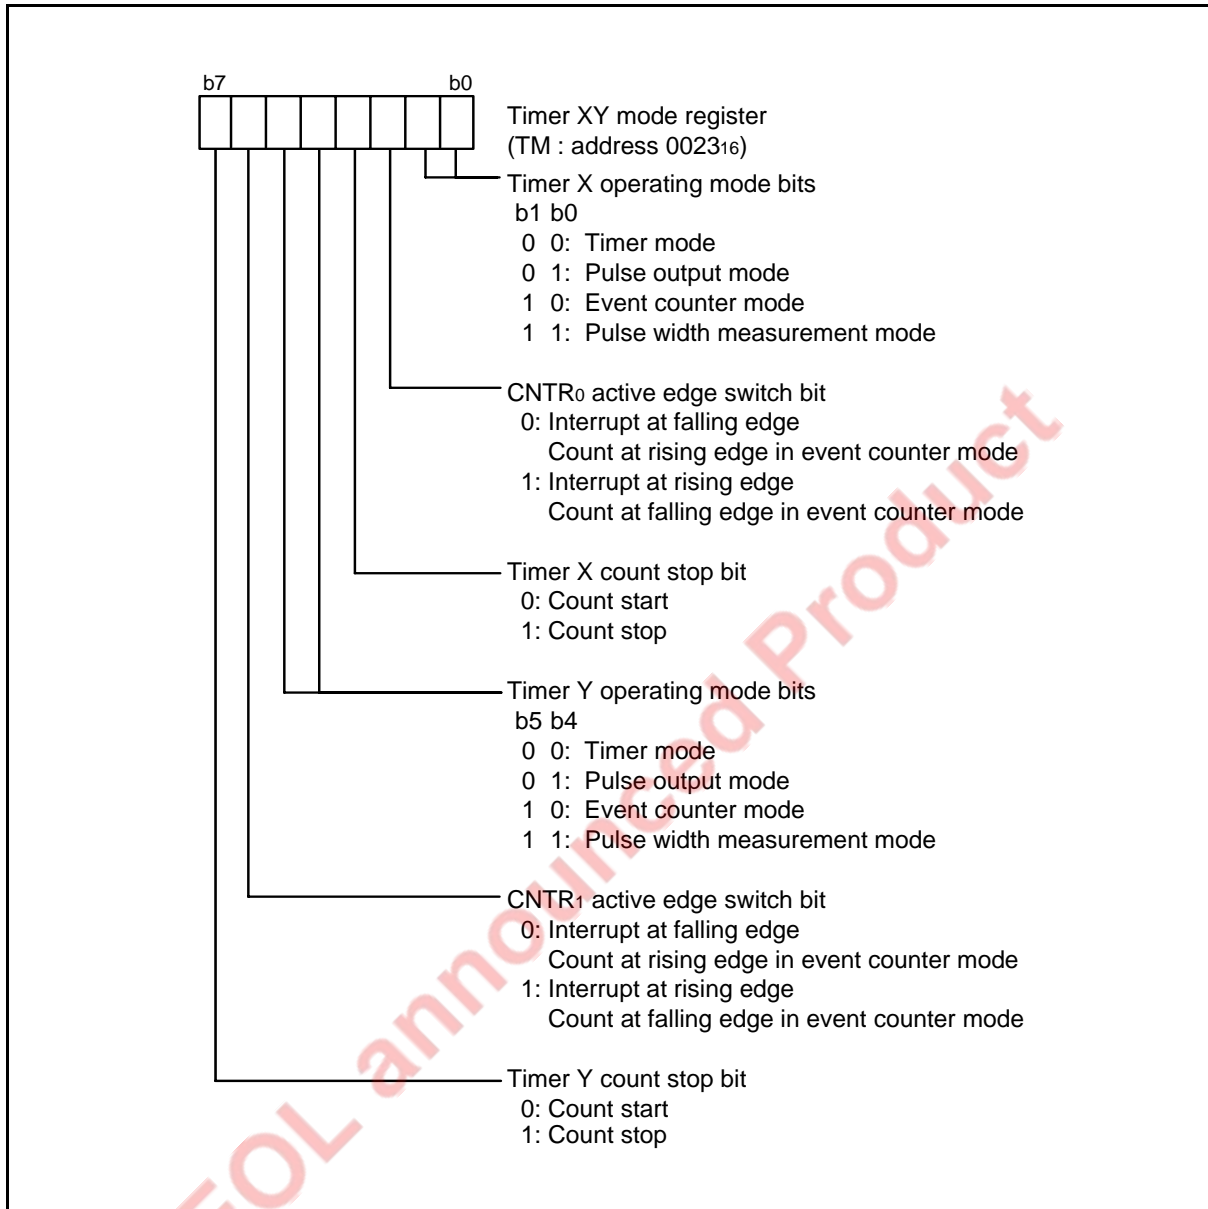 b7 b0
Timer XY mode register
(TM : address 002316)
Timer X operating mode bits
b1 b0
0 0: Timer mode
0 1: Pulse output mode
1 0: Event counter mode
1 1: Pulse width measurement mode
CNTR0 active edge switch bit
0: Interrupt at falling edge
Count at rising edge in event counter mode
1: Interrupt at rising edge
Count at falling edge in event counter mode
Timer X count stop bit
0: Count start
1: Count stop
Timer Y operating mode bits
b5 b4
0 0: Timer mode
0 1: Pulse output mode
1 0: Event counter mode
1 1: Pulse width measurement mode
CNTR1 active edge switch bit
0: Interrupt at falling edge
Count at rising edge in event counter mode
1: Interrupt at rising edge
Count at falling edge in event counter mode
Timer Y count stop bit
0: Count start
1: Count stop
EOL announced Product